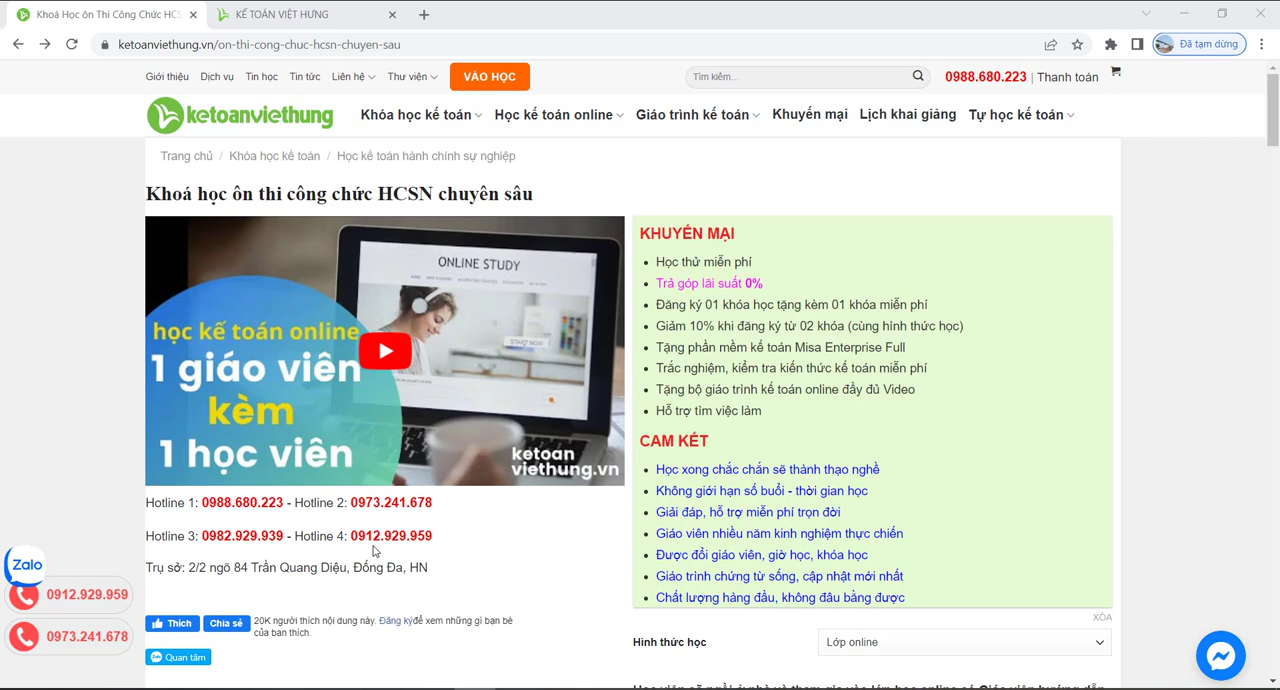 Khoá Học ôn Thi Công Chức HCS
KẾ TOÁN VIỆT HƯNG
ketoanviethung.vn/on-thi-cong-chuc-hcsn-chuyen-sau
Đã tạm dừng
Giới thiệu Dịch vụ Tin học Tin tức Liên hệ Thư viện VÀO HỌC Tìm kiếm... 0988.680.223 | Thanh toán
ketoanviethung
Khóa học kế toán Học kế toán online Giáo trình kế toán Khuyến mại Lịch khai giảng Tự học kế toán
Trang chủ / Khóa học kế toán / Học kế toán hành chính sự nghiệp
Khoá học ôn thi công chức HCSN chuyên sâu
ONLINE STUDY
START NOW
học kế toán online
1 giáo viên
kèm
1 học viên
ketoan
viethung.vn
KHUYẾN MẠI
Học thử miễn phí
Trả góp lãi suất 0%
Đăng ký 01 khóa học tặng kèm 01 khóa miễn phí
Giảm 10% khi đăng ký từ 02 khóa (cùng hình thức học)
Tặng phần mềm kế toán Misa Enterprise Full
Trắc nghiệm, kiểm tra kiến thức kế toán miễn phí
Tặng bộ giáo trình kế toán online đầy đủ Video
Hỗ trợ tìm việc làm
CAM KẾT
Học xong chắc chắn sẽ thành thạo nghề
Không giới hạn số buổi - thời gian học
Giải đáp, hỗ trợ miễn phí trọn đời
Giáo viên nhiều năm kinh nghiệm thực chiến
Được đổi giáo viên, giờ học, khóa học
Giáo trình chứng từ sống, cập nhật mới nhất
Chất lượng hàng đầu, không đâu bằng được
Hotline 1: 0988.680.223 - Hotline 2: 0973.241.678
Hotline 3: 0982.929.939 - Hotline 4: 0912.929.959
Trụ sở: 2/2 ngõ 84 Trần Quang Diệu, Đống Đa, HN
Zalo
0912.929.959
0973.241.678
Thích Chia sẻ 20K người thích nội dung này. Đăng ký để xem những gì bạn bè
của bạn thích.
Quan tâm
XÓA
Hình thức học Lớp online